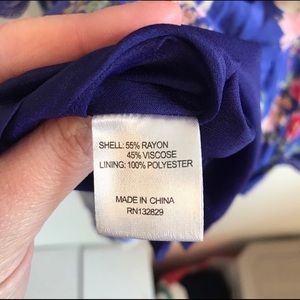 SHELL: 55% RAYON
45% VISCOSE
LINING: 100% POLYESTER
MADE IN CHINA
RN132829